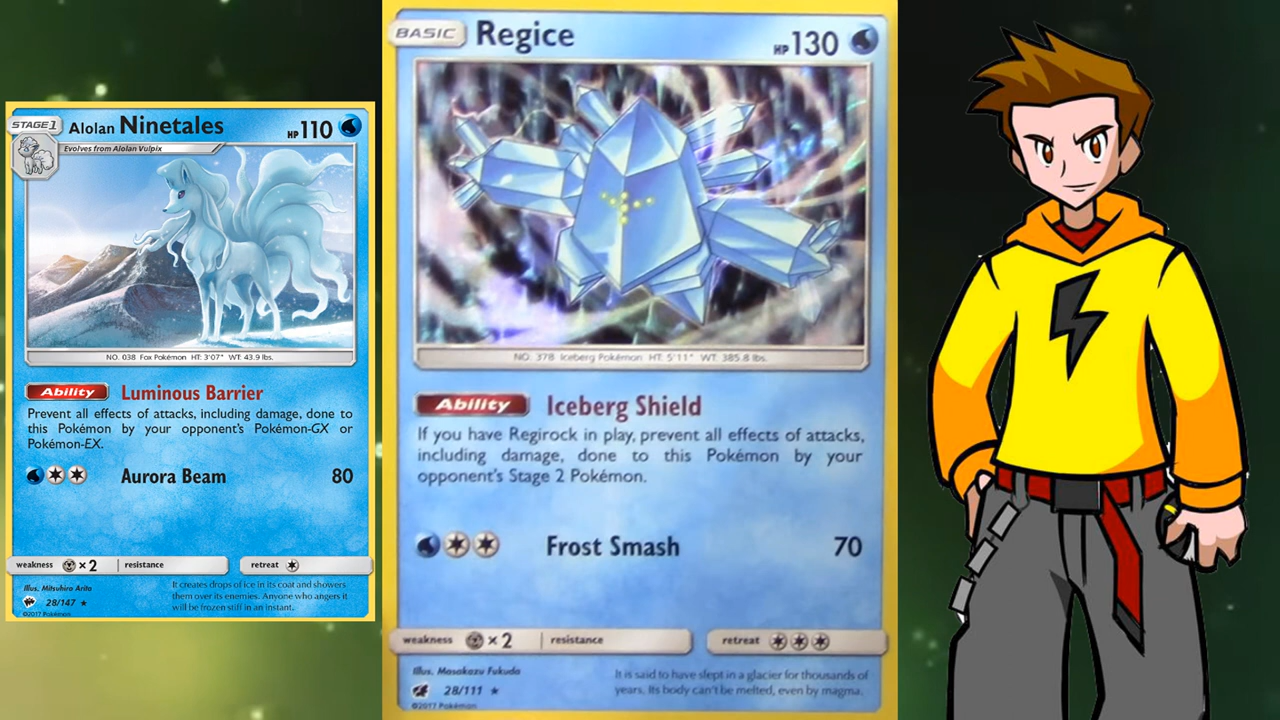 STAGE1 Alolan Ninetales HP 110
Evolves from Alolan Vulpix
NO. 038 Fox Pokémon HT: 3'07" WT: 43.9 lbs.
Ability Luminous Barrier
Prevent all effects of attacks, including damage, done to
this Pokémon by your opponent's Pokémon-GX or
Pokémon-EX.
Aurora Beam 80
weakness ×2 resistance retreat
Illus. Mitsuhiro Arita
28/147 ★
©2017 Pokémon
It creates drops of ice in its coat and showers
them over its enemies. Anyone who angers it
will be frozen stiff in an instant.
BASIC Regice HP 130
NO. 378 Iceberg Pokémon HT: 5'11" WT: 385.8 lbs.
Ability Iceberg Shield
If you have Regirock in play, prevent all effects of attacks,
including damage, done to this Pokémon by your
opponent's Stage 2 Pokémon.
Frost Smash 70
weakness ×2 resistance retreat
Illus. Masakazu Fukuda
28/111 ★
©2017 Pokémon
It is said to have slept in a glacier for thousands of
years. Its body can't be melted, even by magma.